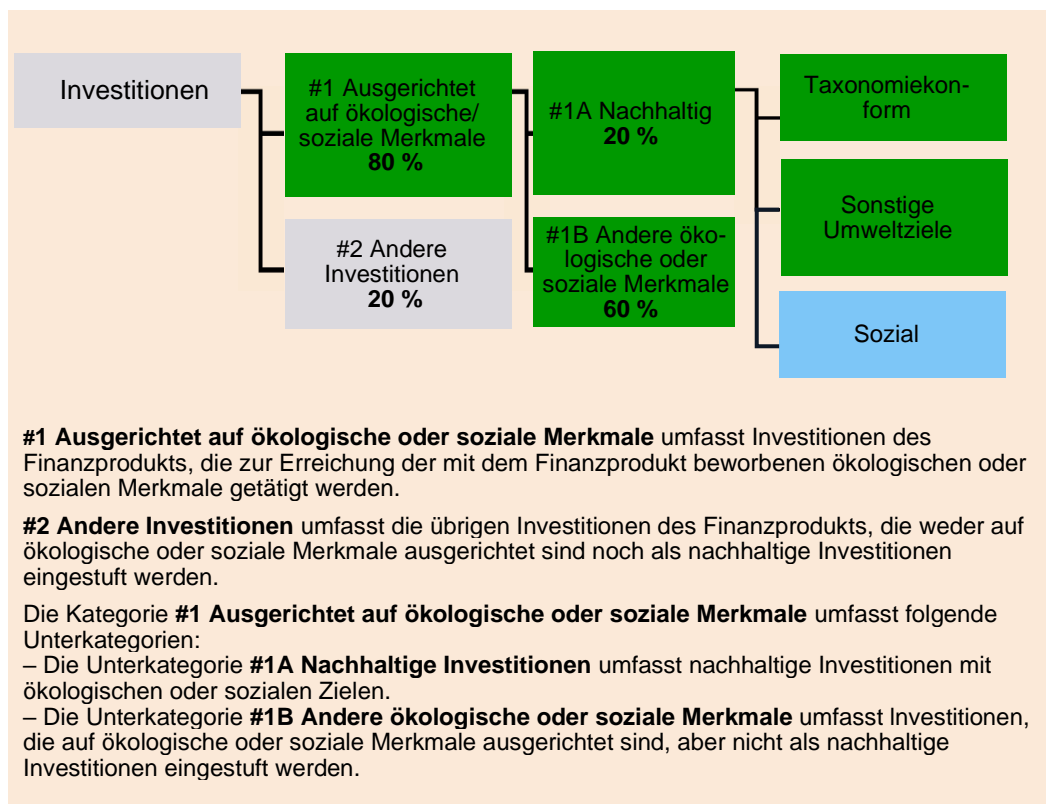 Investitionen
#1 Ausgerichtet
auf ökologische/
soziale Merkmale
80 %
#2 Andere
Investitionen
20 %
#1A Nachhaltig
20 %
#1B Andere öko-
logische oder
soziale Merkmale
60 %
Taxonomiekon-
form
Sonstige
Umweltziele
Sozial
#1 Ausgerichtet auf ökologische oder soziale Merkmale umfasst Investitionen des
Finanzprodukts, die zur Erreichung der mit dem Finanzprodukt beworbenen ökologischen oder
sozialen Merkmale getätigt werden.
#2 Andere Investitionen umfasst die übrigen Investitionen des Finanzprodukts, die weder auf
ökologische oder soziale Merkmale ausgerichtet sind noch als nachhaltige Investitionen
eingestuft werden.
Die Kategorie #1 Ausgerichtet auf ökologische oder soziale Merkmale umfasst folgende
Unterkategorien:
– Die Unterkategorie #1A Nachhaltige Investitionen umfasst nachhaltige Investitionen mit
ökologischen oder sozialen Zielen.
– Die Unterkategorie #1B Andere ökologische oder soziale Merkmale umfasst Investitionen,
die auf ökologische oder soziale Merkmale ausgerichtet sind, aber nicht als nachhaltige
Investitionen eingestuft werden.